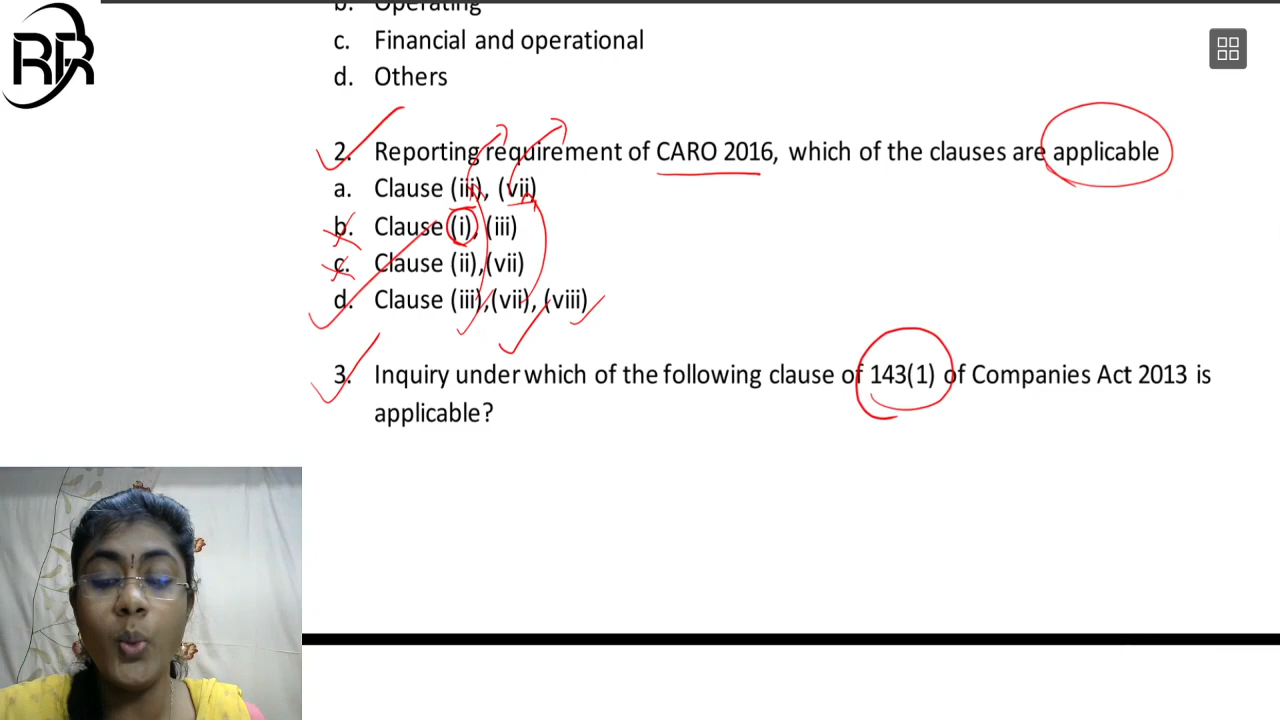 RR
b. Operating
c. Financial and operational
d. Others
2. Reporting requirement of CARO 2016, which of the clauses are applicable
a. Clause (iii), (vii)
b. Clause (i), (iii)
c. Clause (ii),(vii)
d. Clause (iii),(vii), (viii)
3. Inquiry under which of the following clause of 143(1) of Companies Act 2013 is
applicable?